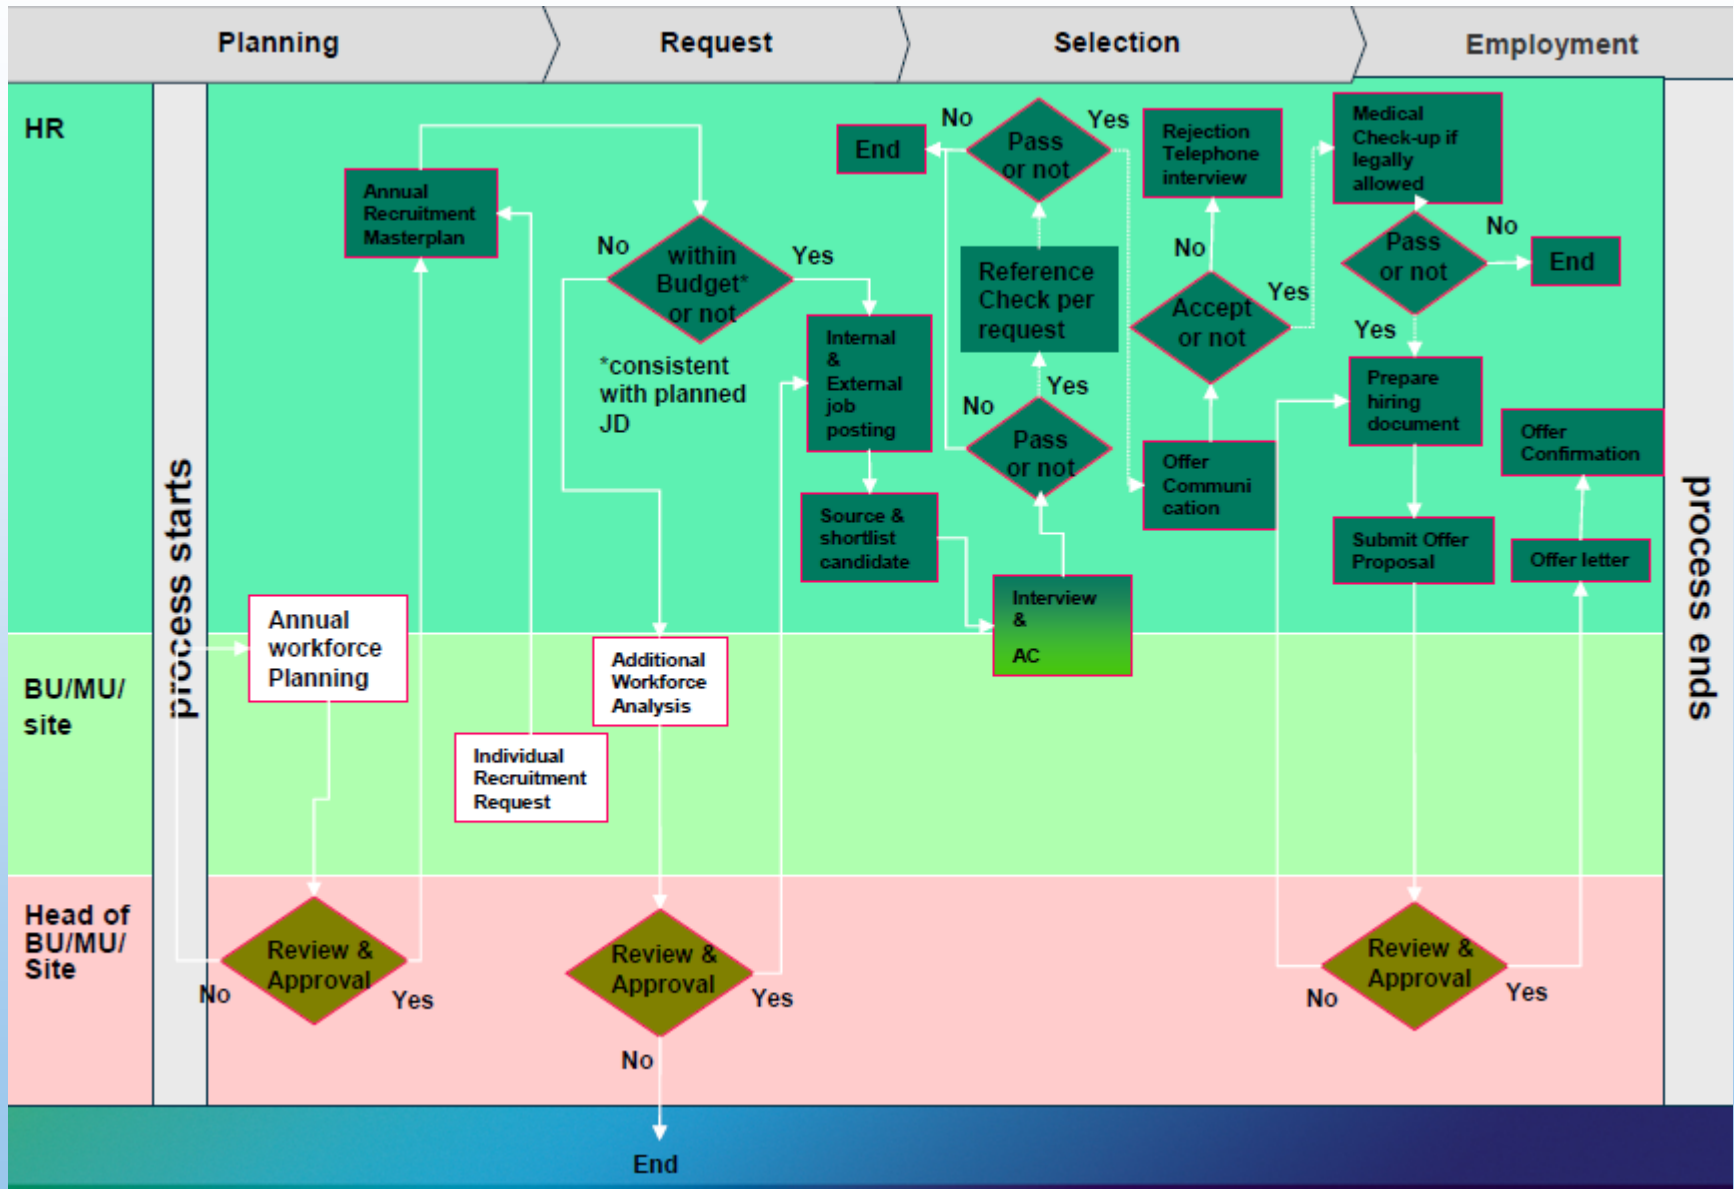 Planning
Request
Selection
Employment
HR
BU/MU/
site
Head of
BU/MU/
Site
process starts
Annual
workforce
Planning
Review &
Approval
No
Yes
Annual
Recruitment
Masterplan
Individual
Recruitment
Request
within
Budget*
or not
No
Yes
*consistent
with planned
JD
Additional
Workforce
Analysis
Review &
Approval
Yes
No
End
Internal
&
External
job
posting
Source &
shortlist
candidate
Interview
&
AC
Pass
or not
No
Yes
Reference
Check per
request
Pass
or not
No
Yes
End
Offer
Communi
cation
Accept
or not
No
Yes
Rejection
Telephone
interview
Medical
Check-up if
legally
allowed
Pass
or not
No
End
Yes
Prepare
hiring
document
Submit Offer
Proposal
Review &
Approval
No
Yes
Offer letter
Offer
Confirmation
process ends